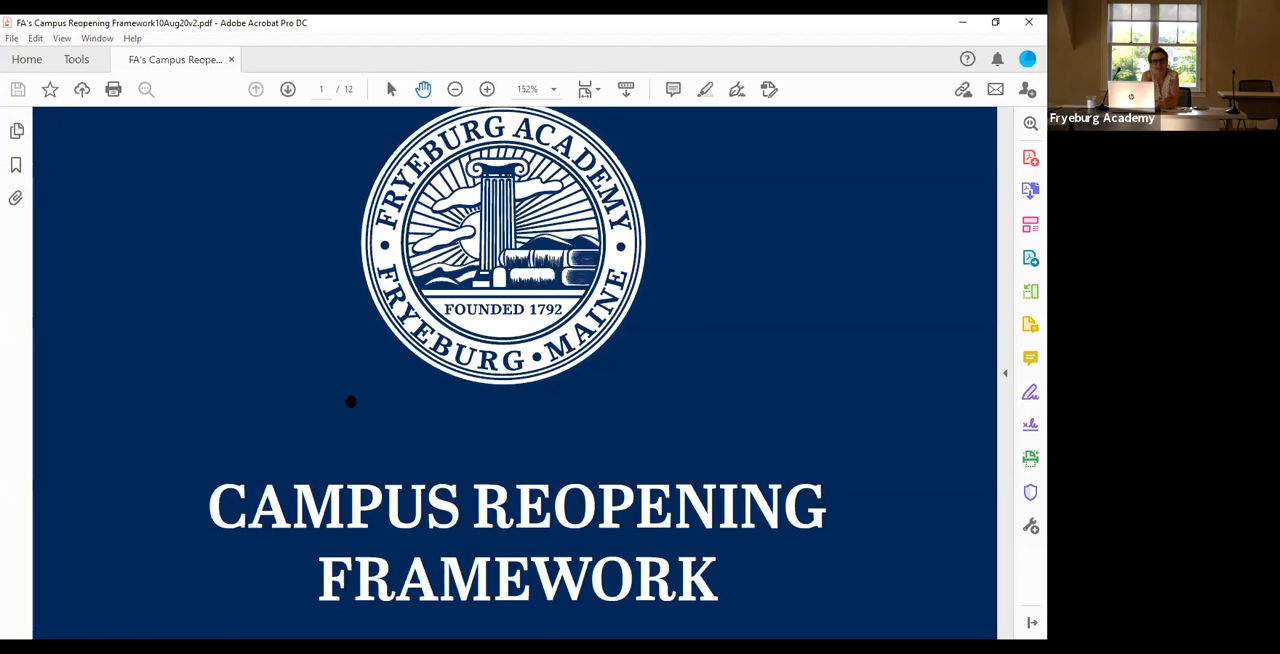 FA's Campus Reopening Framework10Aug20v2.pdf - Adobe Acrobat Pro DC
File Edit View Window Help
Home Tools FA's Campus Reope... ×
1 / 12 152%
Fryeburg Academy
FRYEBURG ACADEMY
FOUNDED 1792
FRYEBURG • MAINE
CAMPUS REOPENING
FRAMEWORK